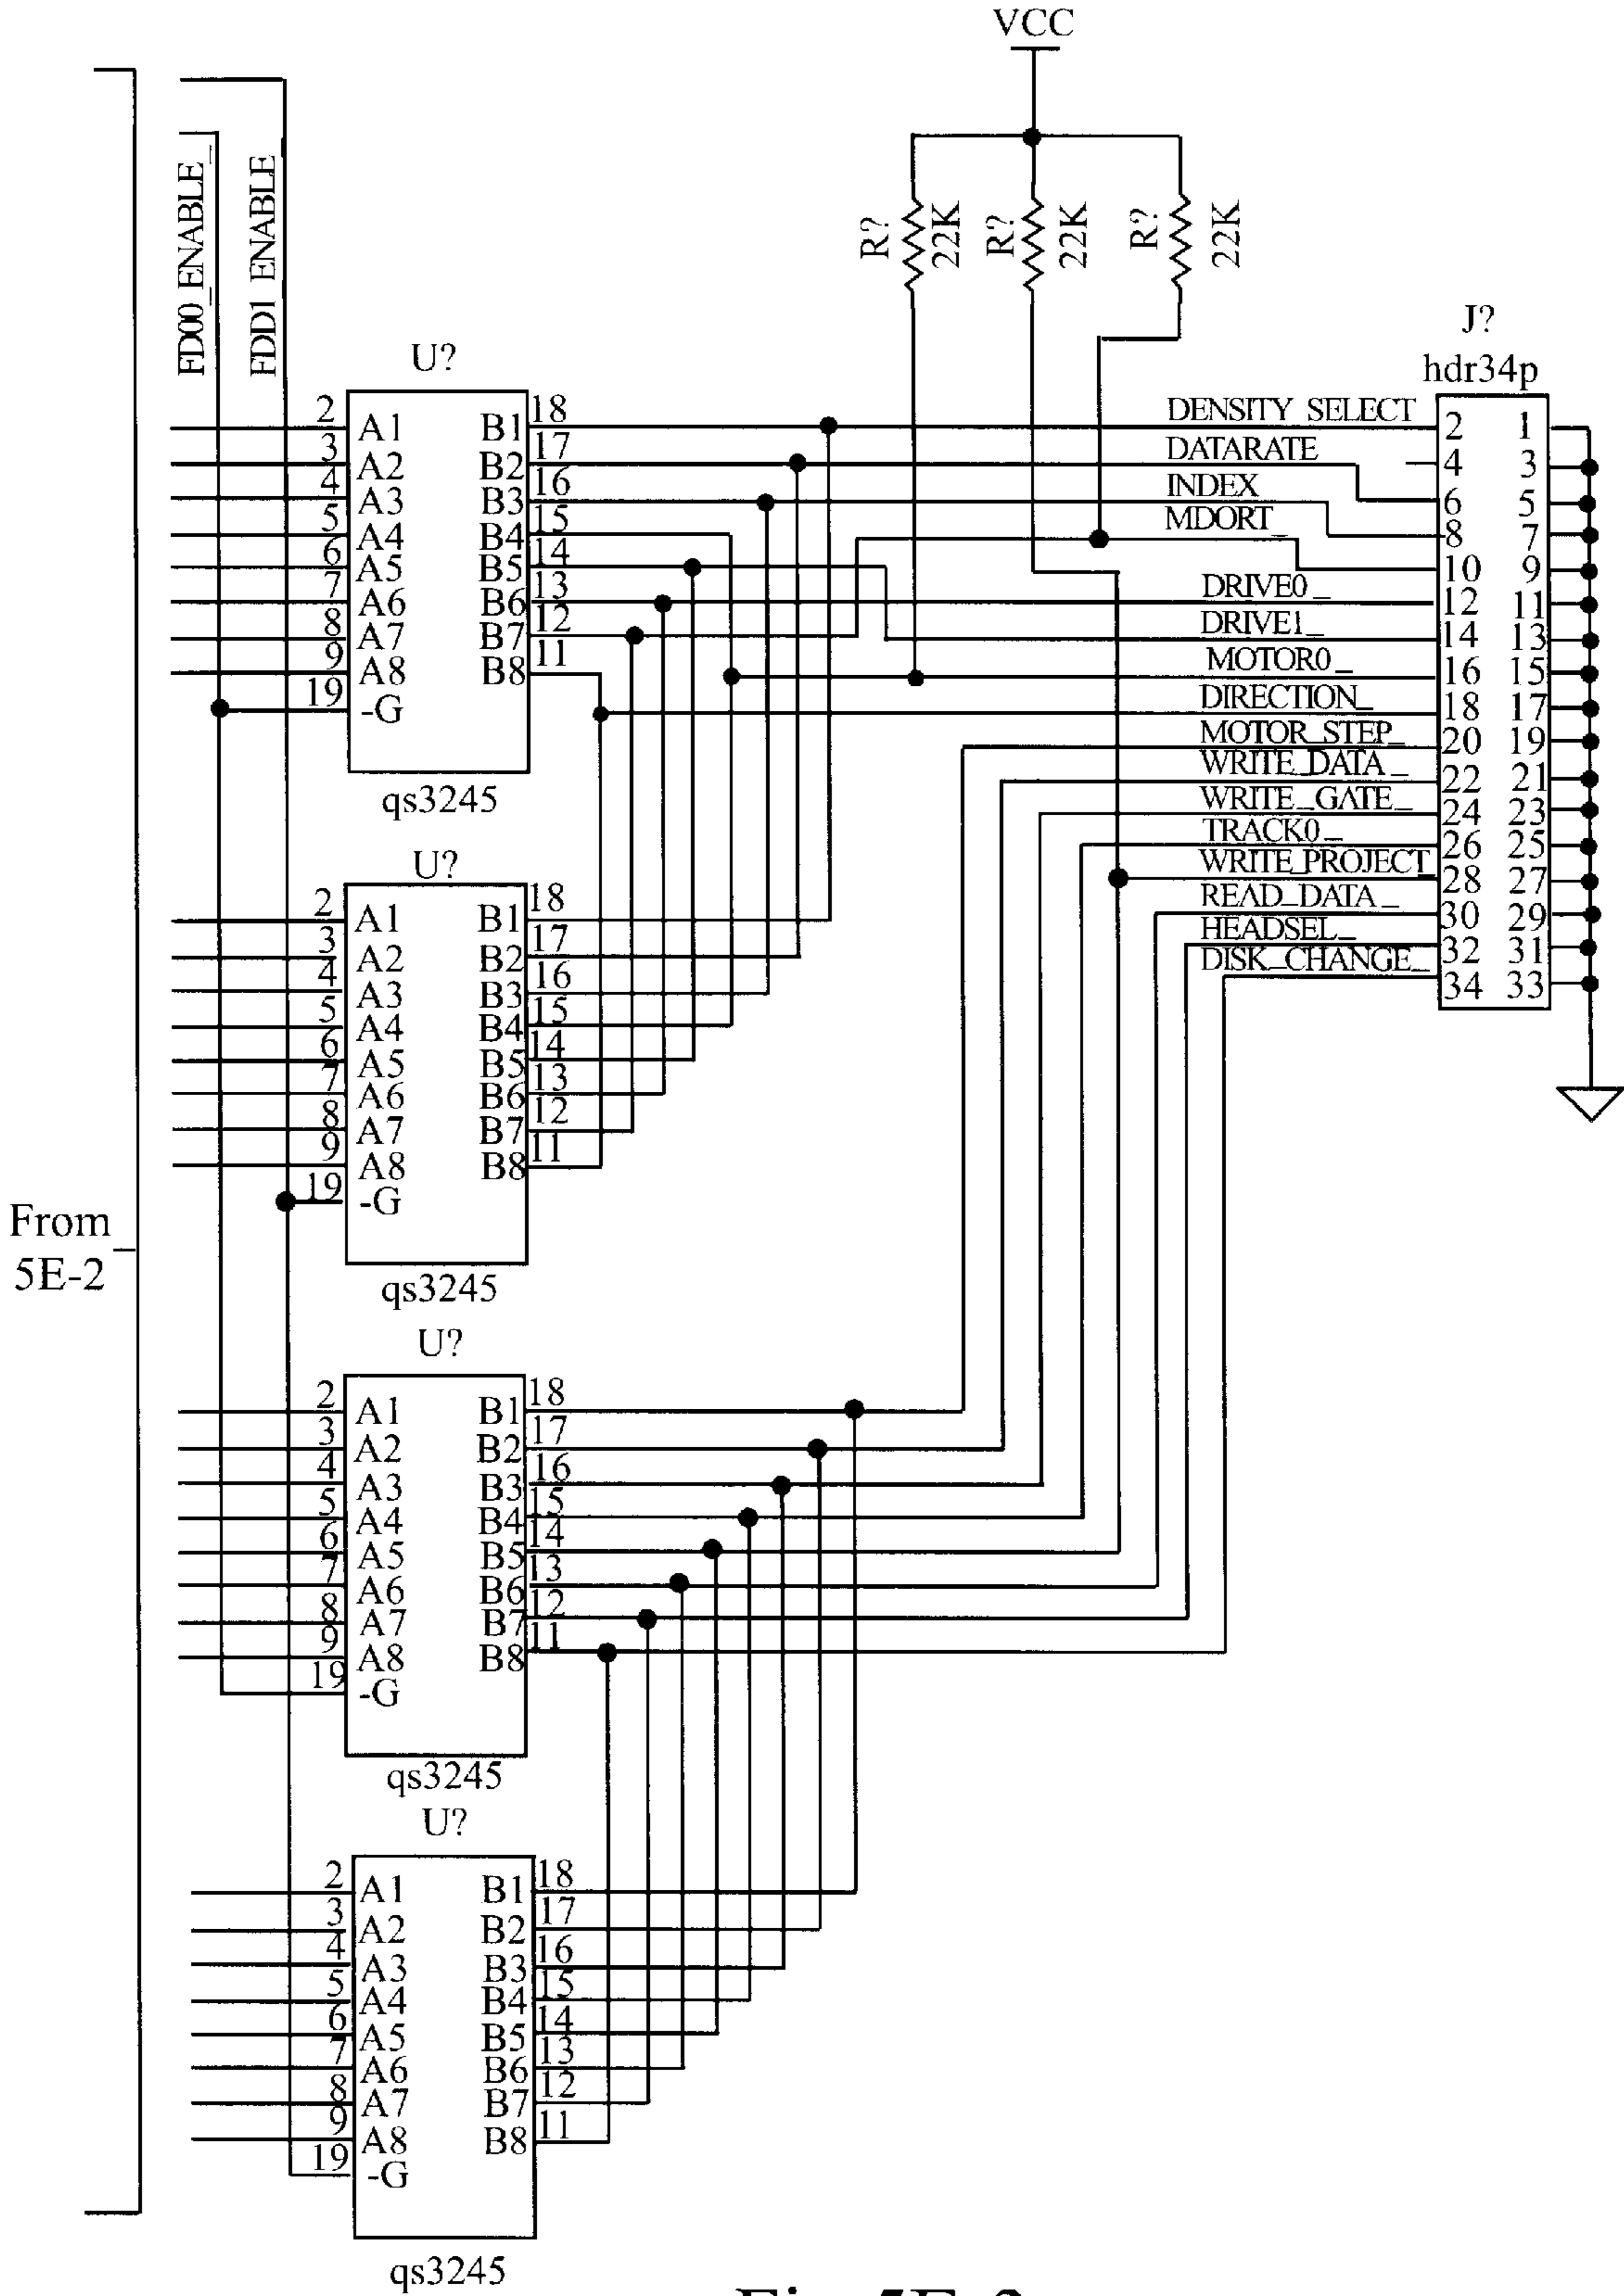 VCC
FD00_ENABLE_
FDD1_ENABLE
R?
22K
R?
22K
R?
22K
J?
hdr34p
U?
2 A1 B1 18
3 A2 B2 17
4 A3 B3 16
5 A4 B4 15
6 A5 B5 14
7 A6 B6 13
8 A7 B7 12
9 A8 B8 11
19 -G
qs3245
DENSITY_SELECT 2 1
4 3
DATARATE 6 5
INDEX 8 7
MDORT_ 10 9
DRIVE0_ 12 11
DRIVE1_ 14 13
MOTOR0_ 16 15
DIRECTION_ 18 17
MOTOR_STEP_ 20 19
WRITE_DATA_ 22 21
WRITE_GATE_ 24 23
TRACK0_ 26 25
WRITE_PROJECT_ 28 27
READ_DATA_ 30 29
HEADSEL_ 32 31
DISK_CHANGE_ 34 33
U?
2 A1 B1 18
3 A2 B2 17
4 A3 B3 16
5 A4 B4 15
6 A5 B5 14
7 A6 B6 13
8 A7 B7 12
9 A8 B8 11
19 -G
qs3245
From
5E-2
U?
2 A1 B1 18
3 A2 B2 17
4 A3 B3 16
5 A4 B4 15
6 A5 B5 14
7 A6 B6 13
8 A7 B7 12
9 A8 B8 11
19 -G
qs3245
U?
2 A1 B1 18
3 A2 B2 17
4 A3 B3 16
5 A4 B4 15
6 A5 B5 14
7 A6 B6 13
8 A7 B7 12
9 A8 B8 11
19 -G
qs3245